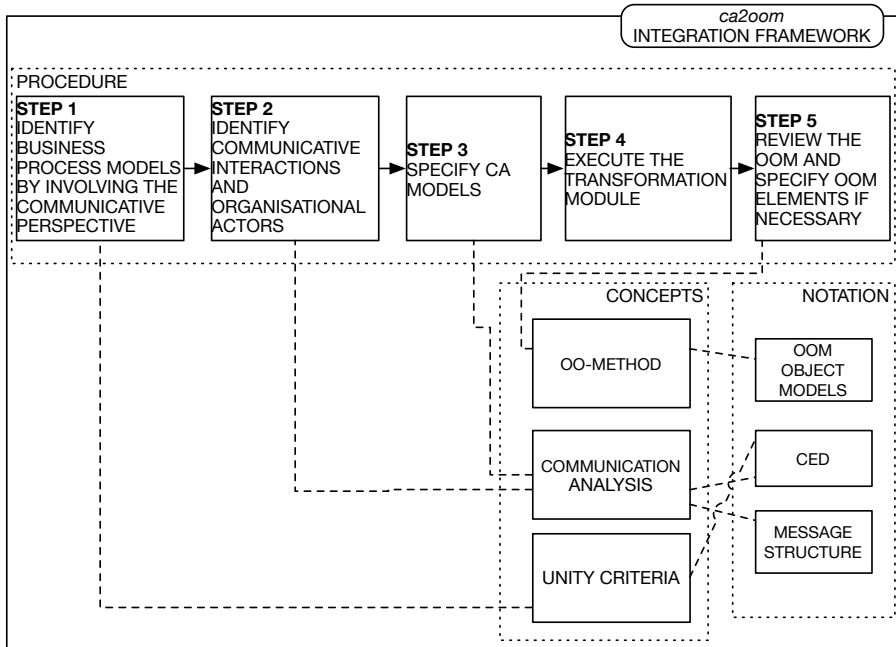 ca2oom
INTEGRATION FRAMEWORK
PROCEDURE
STEP 1
IDENTIFY
BUSINESS
PROCESS MODELS
BY INVOLVING THE
COMMUNICATIVE
PERSPECTIVE
STEP 2
IDENTIFY
COMMUNICATIVE
INTERACTIONS
AND
ORGANISATIONAL
ACTORS
STEP 3
SPECIFY CA
MODELS
STEP 4
EXECUTE THE
TRANSFORMATION
MODULE
STEP 5
REVIEW THE
OOM AND
SPECIFY OOM
ELEMENTS IF
NECESSARY
CONCEPTS
OO-METHOD
COMMUNICATION
ANALYSIS
UNITY CRITERIA
NOTATION
OOM
OBJECT
MODELS
CED
MESSAGE
STRUCTURE